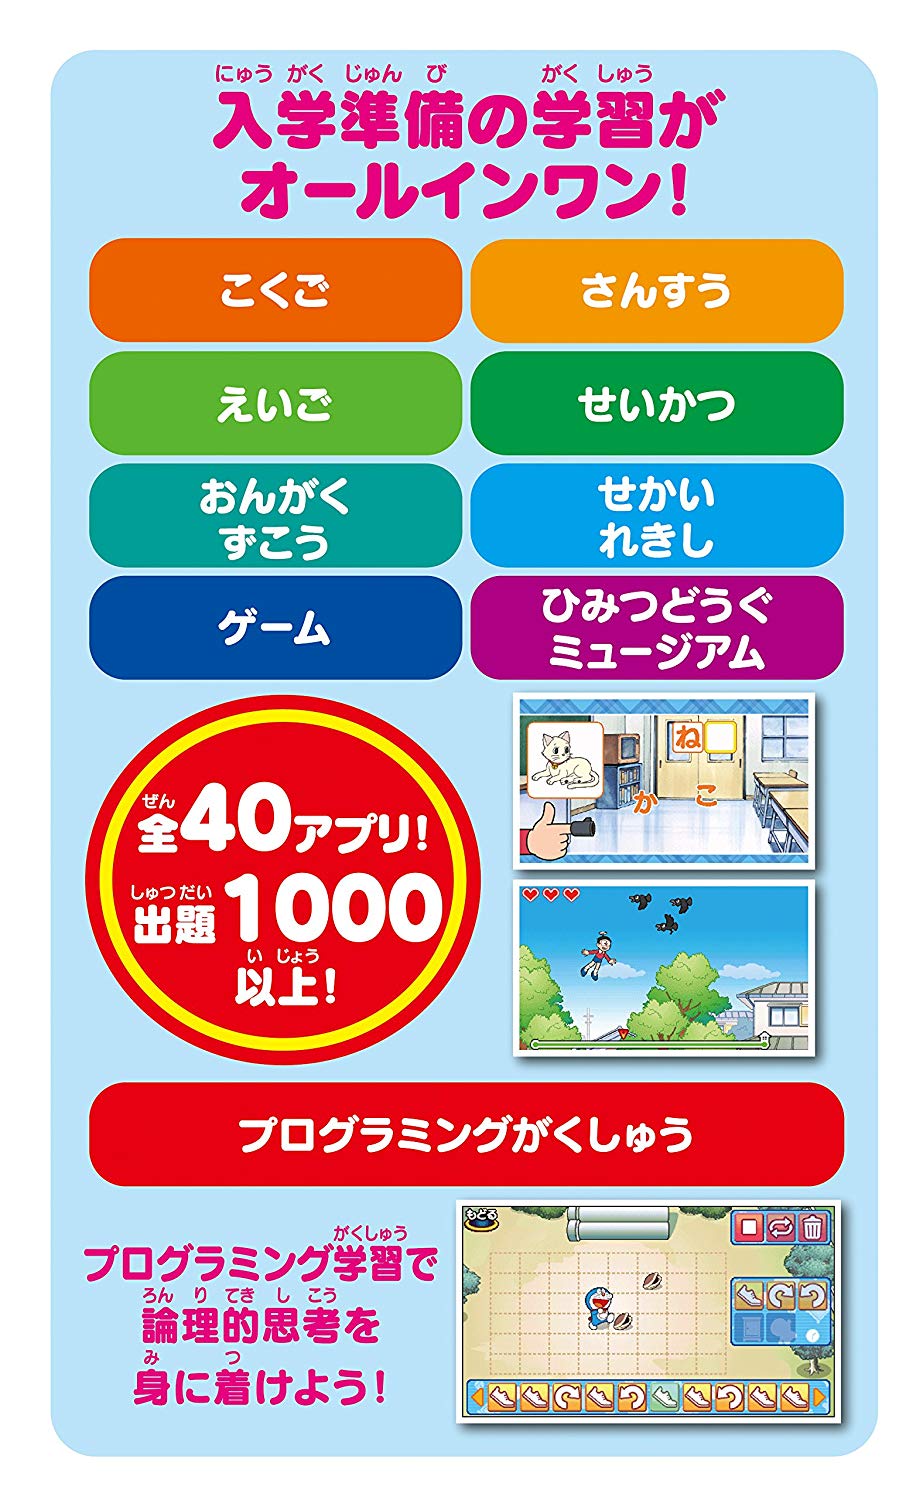 にゅう がく じゅん び がく しゅう
入学準備の学習が
オールインワン!
こくご
さんすう
えいご
せいかつ
おんがく
ずこう
せかい
れきし
ゲーム
ひみつどうぐ
ミュージアム
ぜん
全40アプリ!
しゅつ だい
出題1000
い じょう
以上!
ね
か
こ
プログラミングがくしゅう
がくしゅう
プログラミング学習で
ろん り てき し こう
論理的思考を
み つ
身に着けよう!
もどる